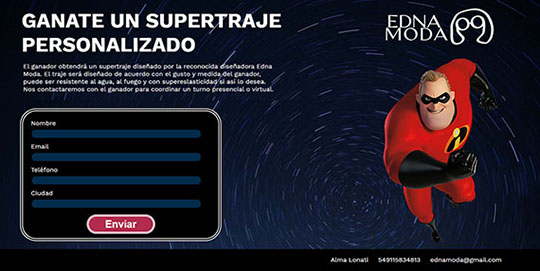 GANATE UN SUPERTRAJE
PERSONALIZADO
El ganador obtendrá un supertraje diseñado por la reconocida diseñadora Edna
Moda. El traje será diseñado de acuerdo con el gusto y medida del ganador,
puede ser resistente al agua, al fuego y con superelasticidad si así lo desea.
Nos contactaremos con el ganador para coordinar un turno presencial o virtual.
EDNA
MODA
Nombre
Email
Teléfono
Ciudad
Enviar
Alma Lonati 549115834813 ednamoda@gmail.com